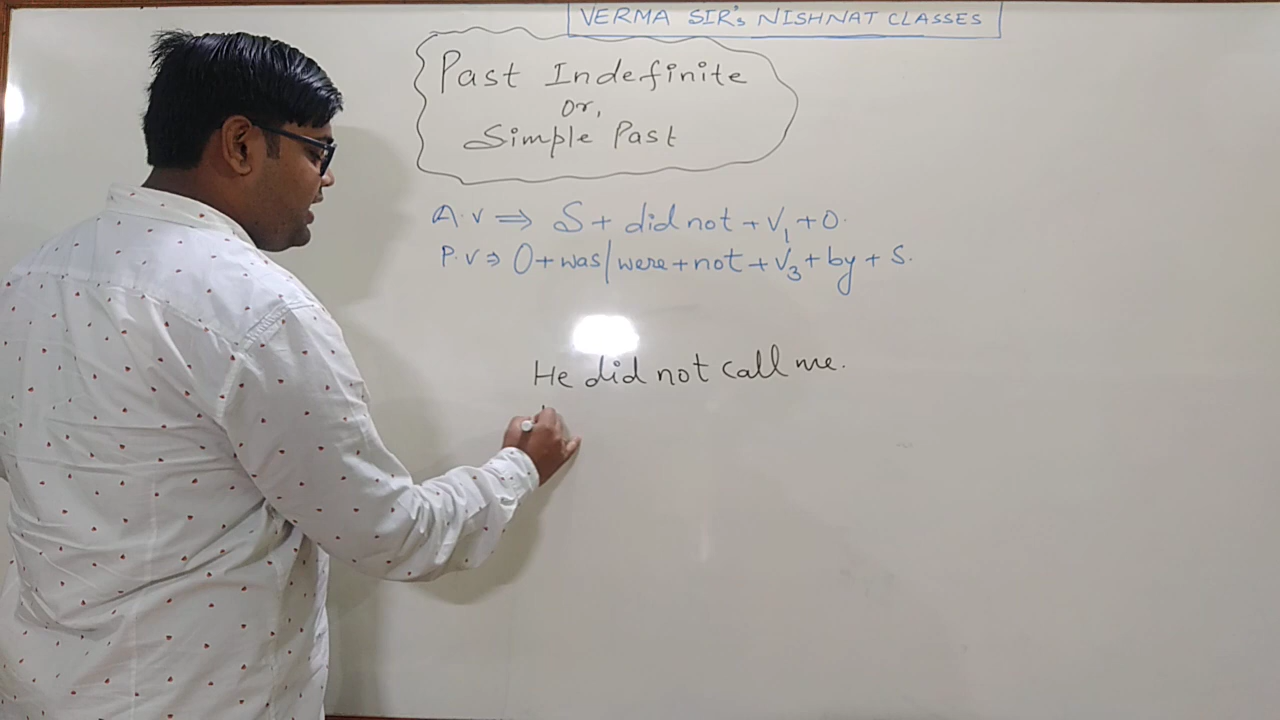 VERMA SIR's NISHNAT CLASSES
Past Indefinite
Or,
Simple Past
A.V ⇒ S + did not + V₁ + O.
P.V ⇒ O + was/were + not + V₃ + by + S.
He did not call me.